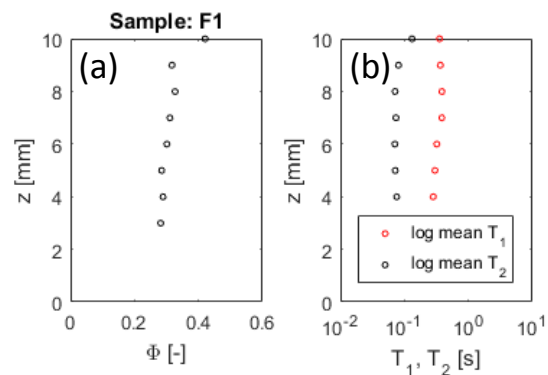 Sample: F1
(a)
z [mm]
10
8
6
4
2
0
0 0.2 0.4 0.6
Φ [-]
(b)
z [mm]
10
8
6
4
2
0
log mean T₁
log mean T₂
10⁻² 10⁻¹ 10⁰ 10¹
T₁, T₂ [s]